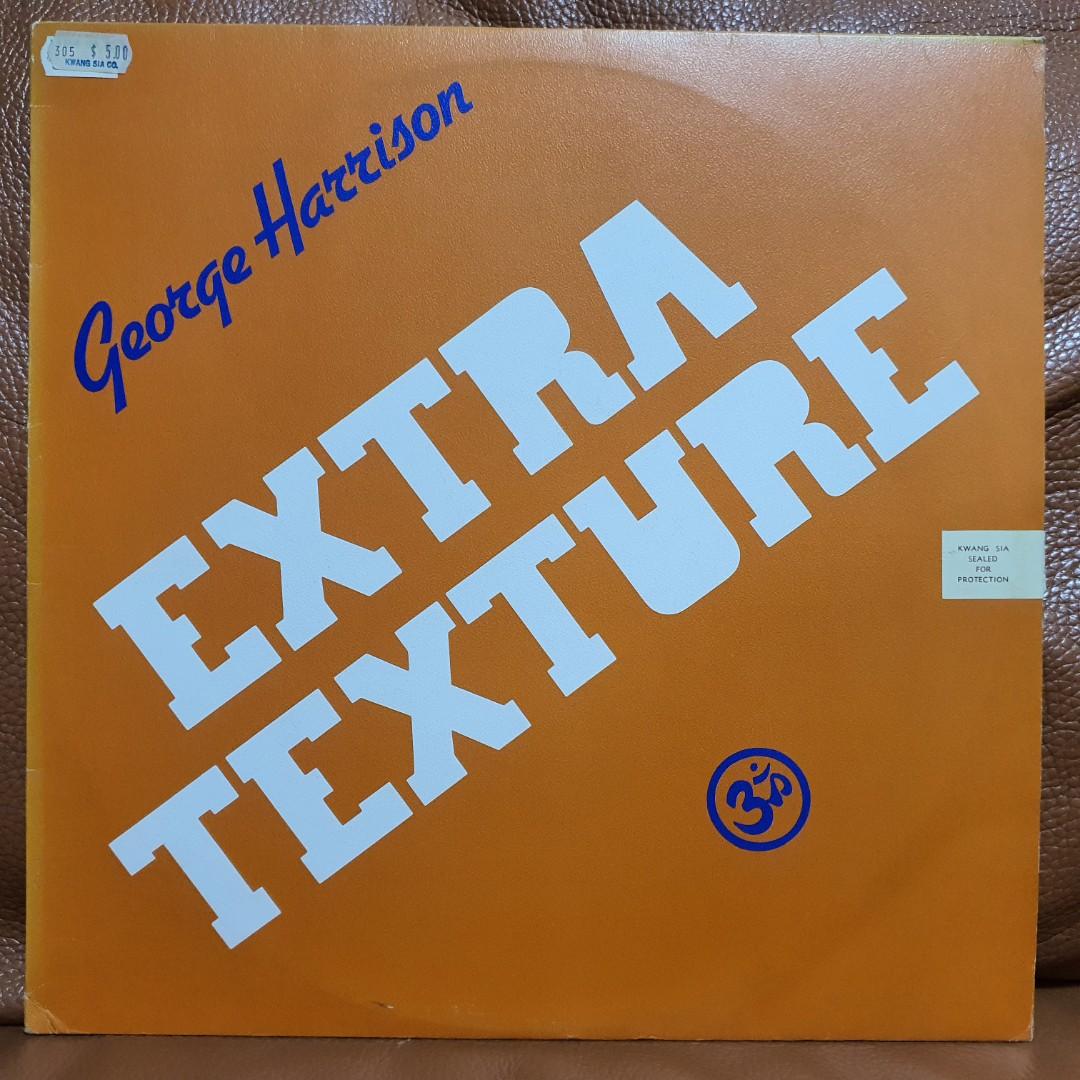 305 $ 5.00
KWANG SIA CO.
George Harrison
EXTRA
TEXTURE
KWANG SIA
SEALED
FOR
PROTECTION
ॐ